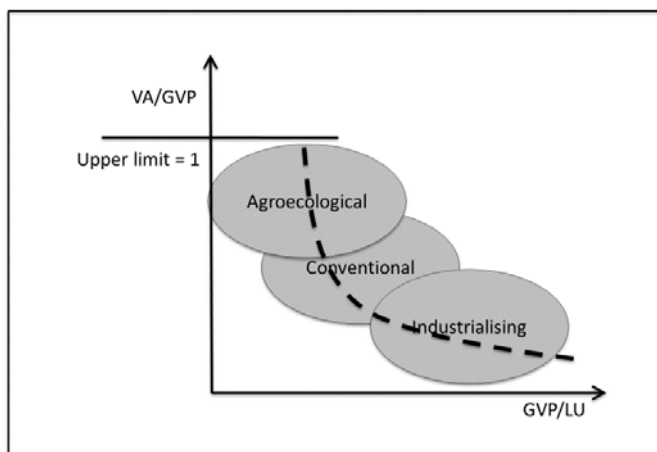 VA/GVP
Upper limit = 1
Agroecological
Conventional
Industrialising
GVP/LU